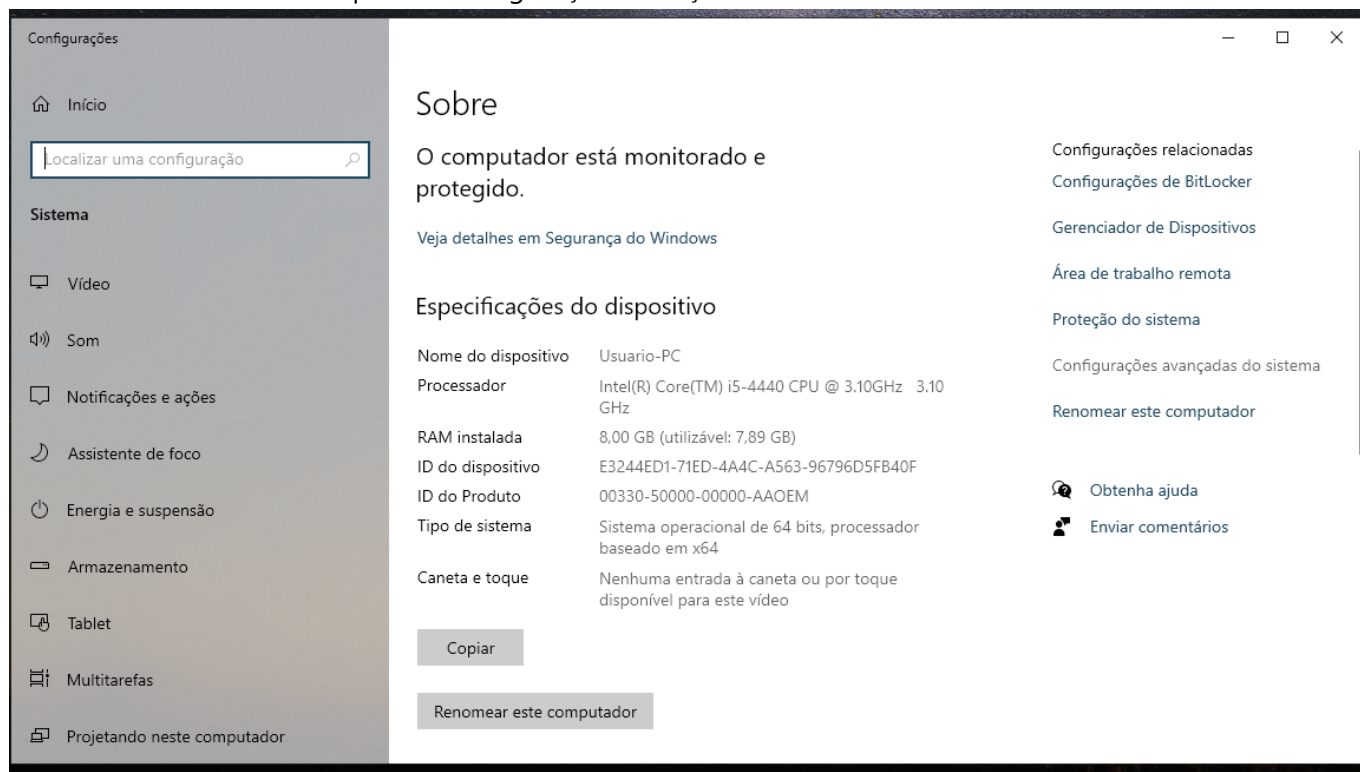 Configurações
Início
Localizar uma configuração
Sistema
Vídeo
Som
Notificações e ações
Assistente de foco
Energia e suspensão
Armazenamento
Tablet
Multitarefas
Projetando neste computador
Sobre
O computador está monitorado e
protegido.
Veja detalhes em Segurança do Windows
Especificações do dispositivo
Nome do dispositivo Usuario-PC
Processador Intel(R) Core(TM) i5-4440 CPU @ 3.10GHz 3.10
GHz
RAM instalada 8,00 GB (utilizável: 7,89 GB)
ID do dispositivo E3244ED1-71ED-4A4C-A563-96796D5FB40F
ID do Produto 00330-50000-00000-AAOEM
Tipo de sistema Sistema operacional de 64 bits, processador
baseado em x64
Caneta e toque Nenhuma entrada à caneta ou por toque
disponível para este vídeo
Copiar
Renomear este computador
Configurações relacionadas
Configurações de BitLocker
Gerenciador de Dispositivos
Área de trabalho remota
Proteção do sistema
Configurações avançadas do sistema
Renomear este computador
Obtenha ajuda
Enviar comentários